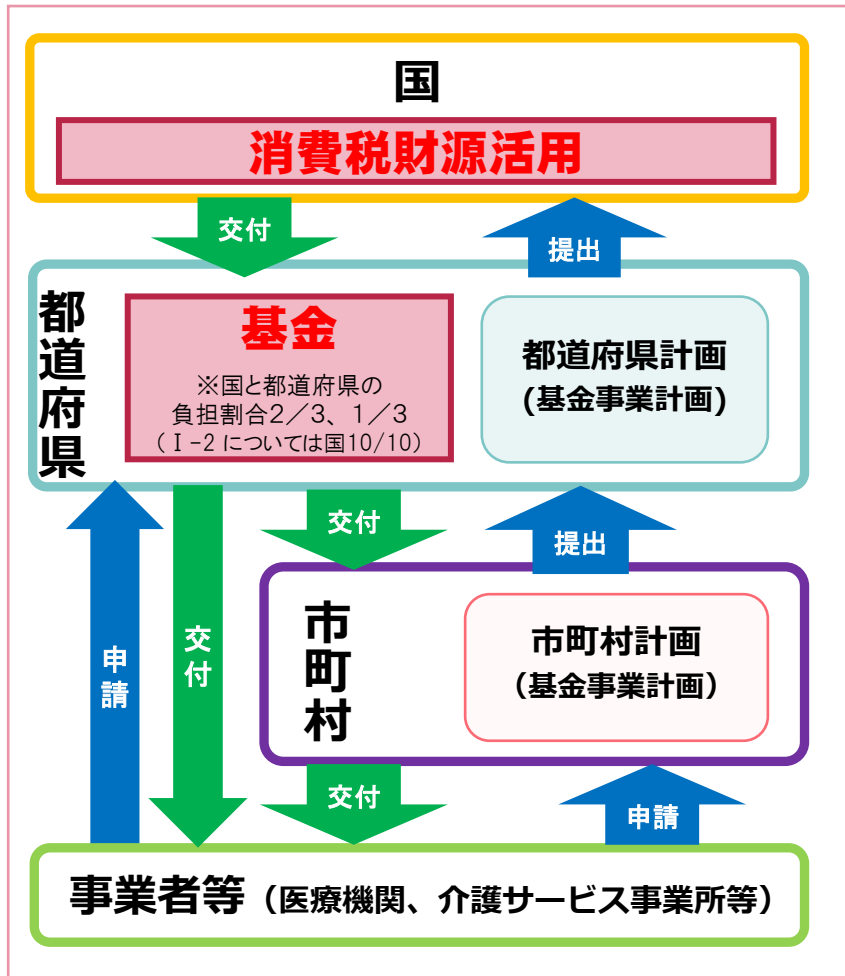 国
消費税財源活用
交付
提出
都道府県
基金
※国と都道府県の
負担割合2／3、1／3
（Ⅰ-2 については国10/10）
都道府県計画
(基金事業計画)
交付
提出
申請
交付
市町村
市町村計画
（基金事業計画）
交付
申請
事業者等（医療機関、介護サービス事業所等）